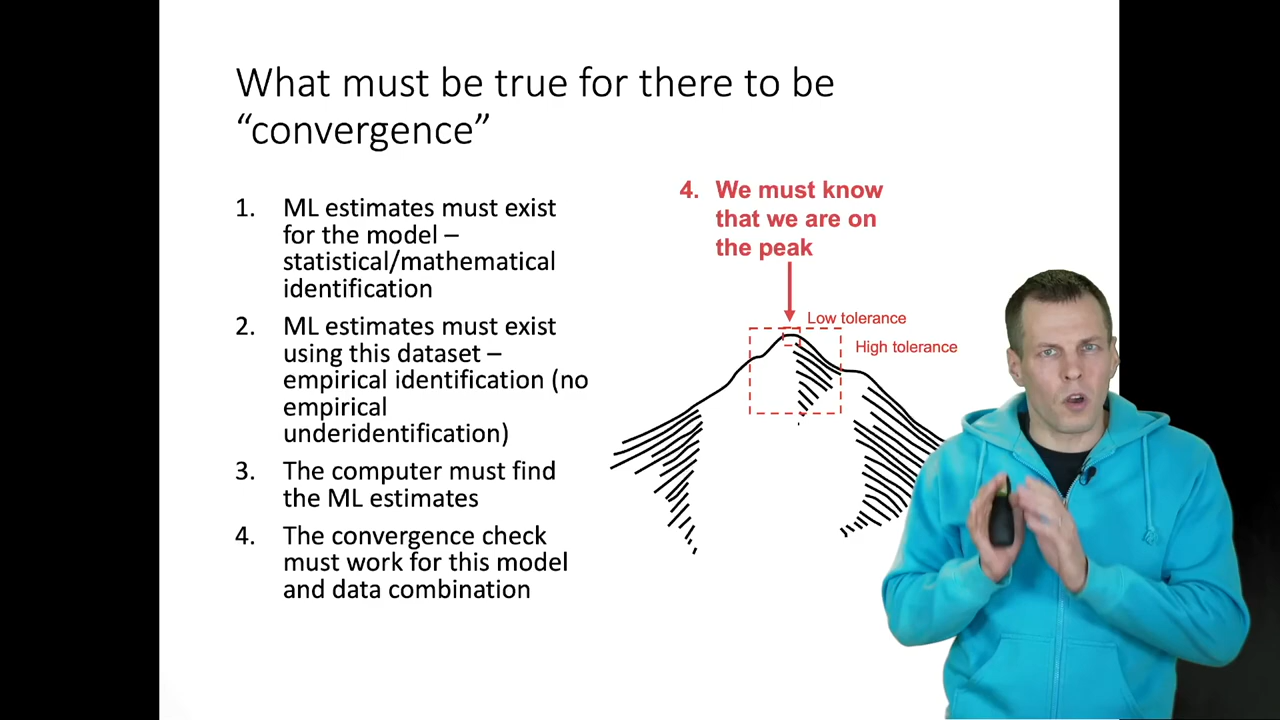 What must be true for there to be
“convergence”
1. ML estimates must exist
for the model –
statistical/mathematical
identification
2. ML estimates must exist
using this dataset –
empirical identification (no
empirical
underidentification)
3. The computer must find
the ML estimates
4. The convergence check
must work for this model
and data combination
4. We must know
that we are on
the peak
Low tolerance
High tolerance